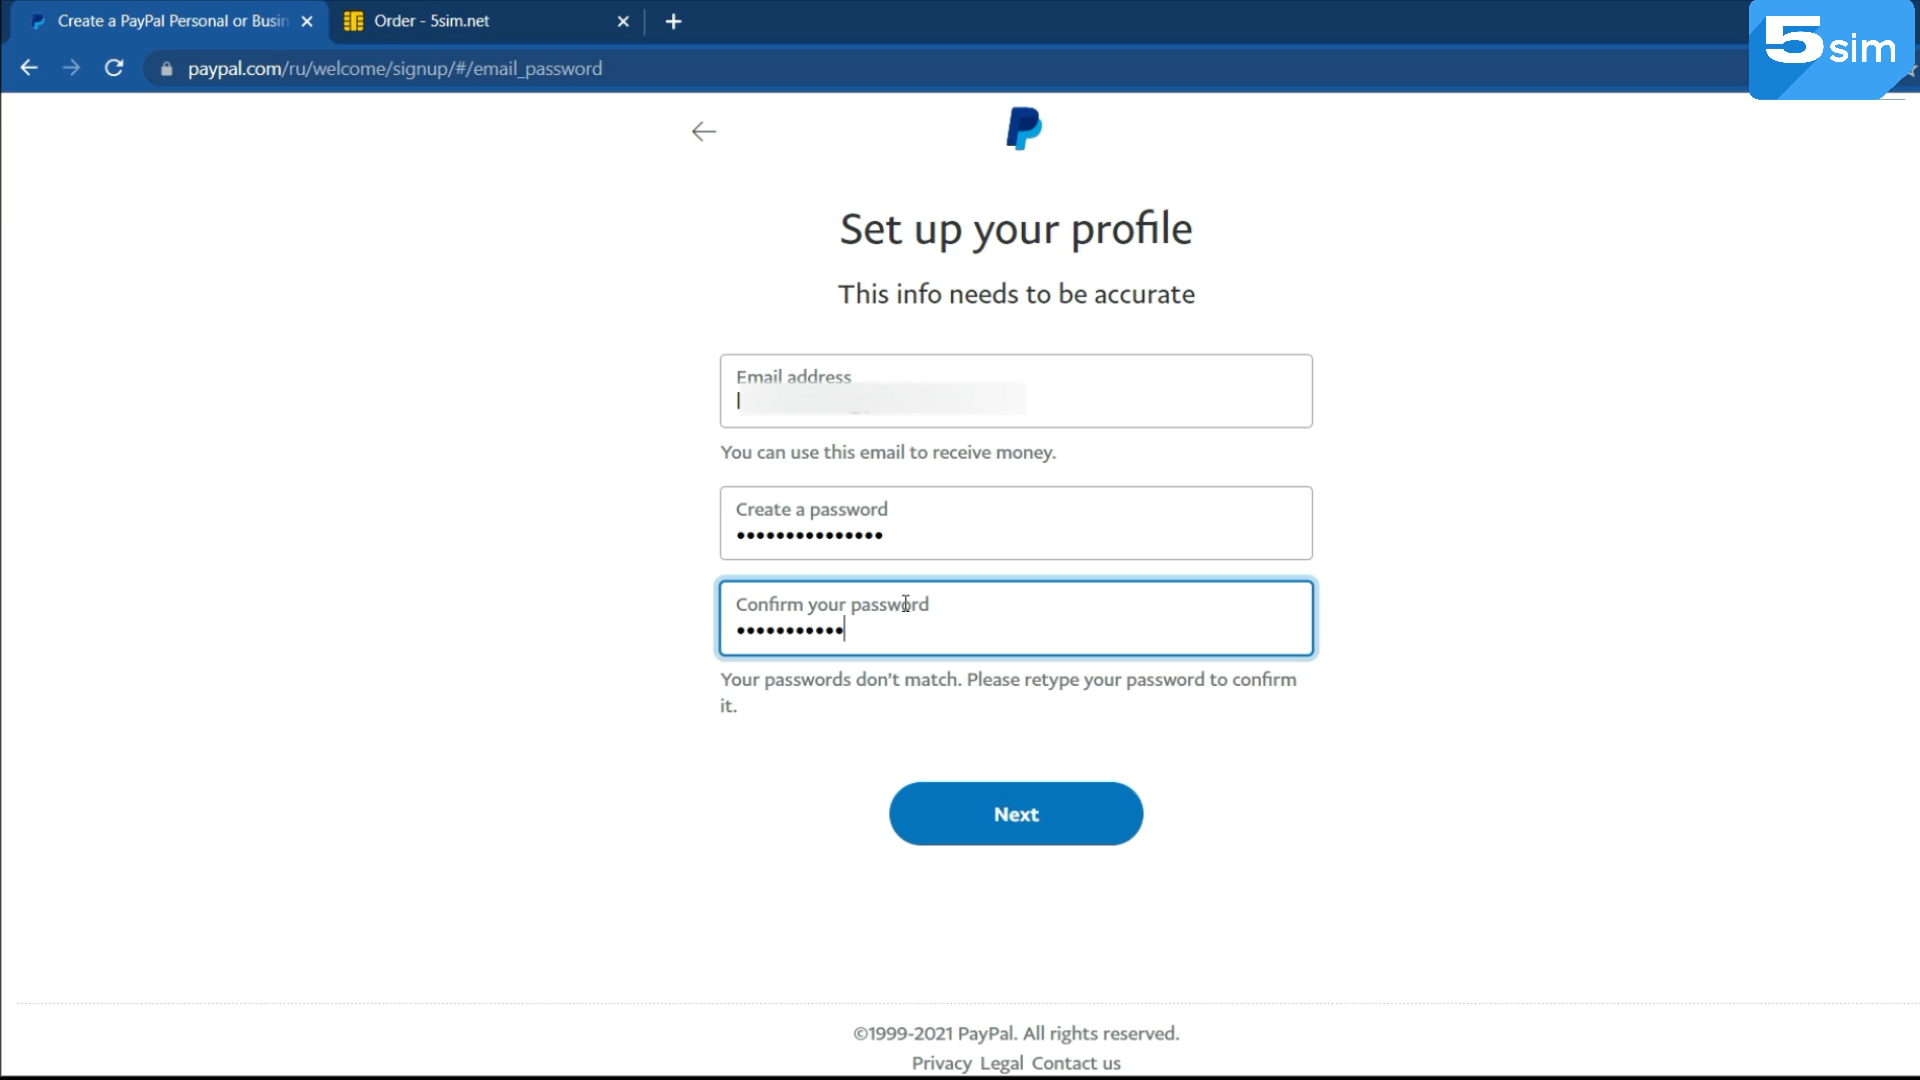 Create a PayPal Personal or Busin
Order - 5sim.net
5sim
paypal.com/ru/welcome/signup/#/email_password
Set up your profile
This info needs to be accurate
Email address
You can use this email to receive money.
Create a password
•••••••••••••••
Confirm your password
•••••••••••
Your passwords don't match. Please retype your password to confirm
it.
Next
©1999-2021 PayPal. All rights reserved.
Privacy Legal Contact us